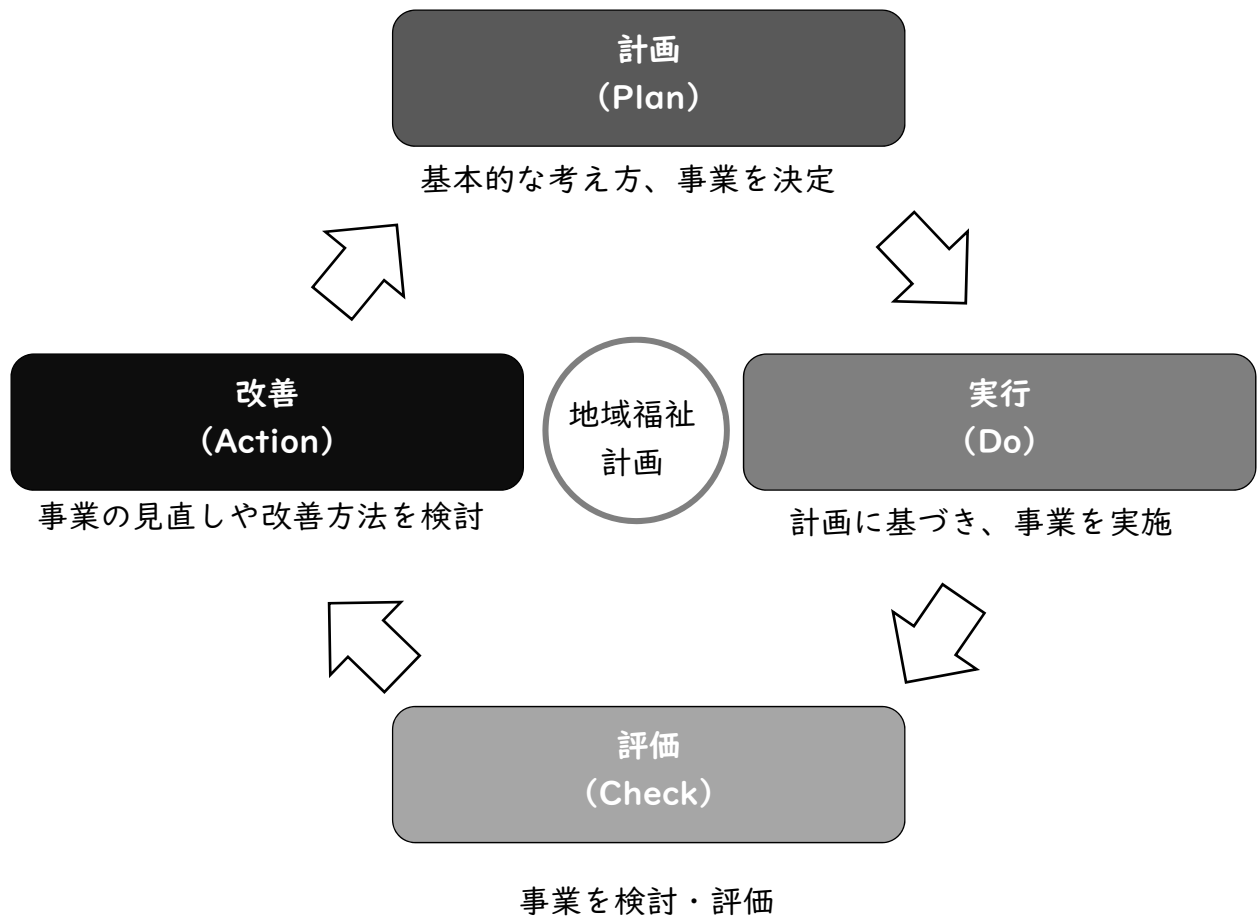 計画
（Plan）
基本的な考え方、事業を決定
改善
（Action）
事業の見直しや改善方法を検討
地域福祉
計画
実行
（Do）
計画に基づき、事業を実施
評価
（Check）
事業を検討・評価